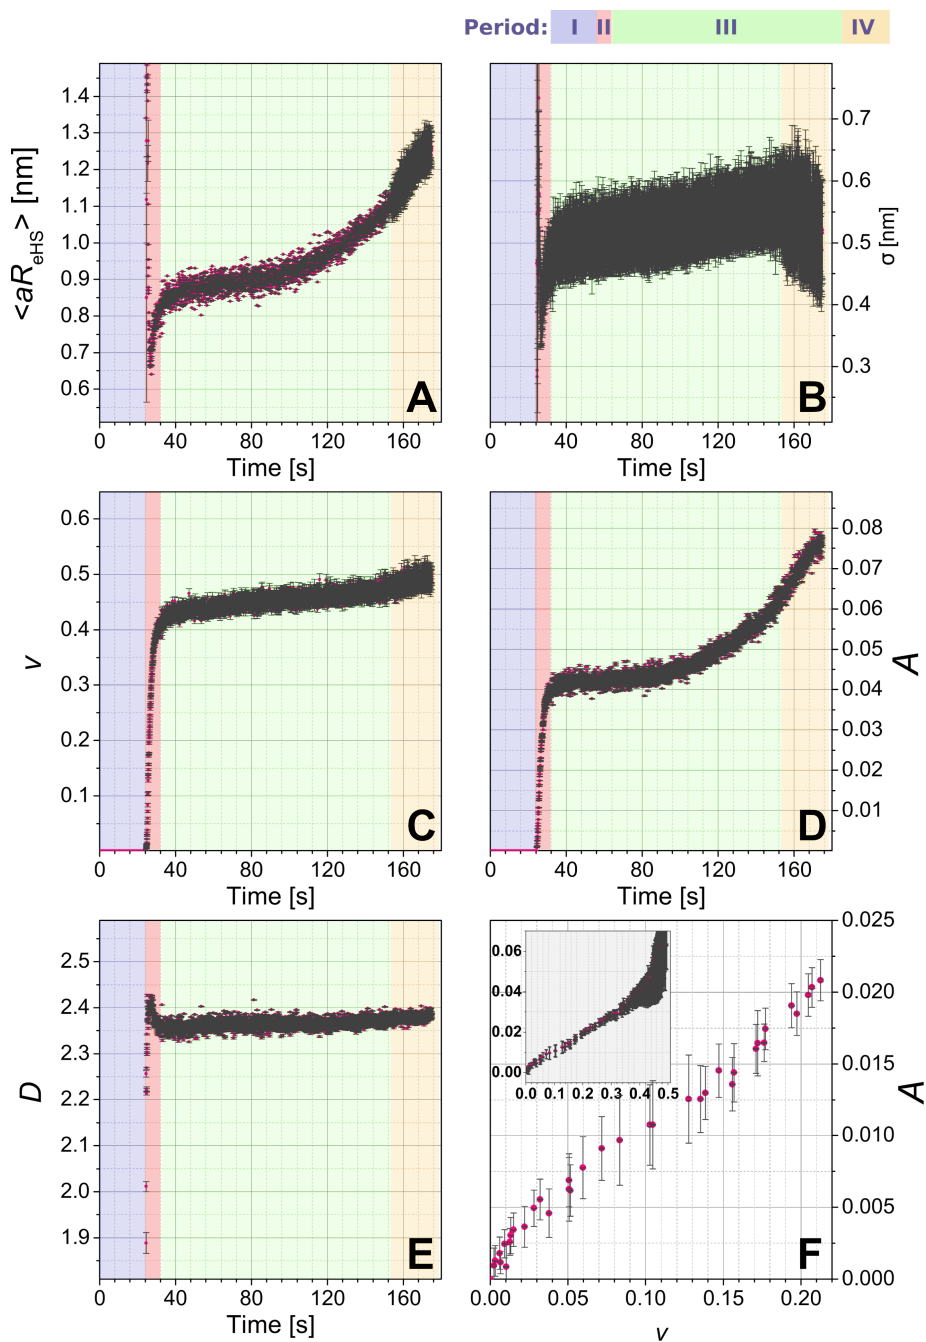 Period: I II III IV
<aR_eHS> [nm]
1.4
1.3
1.2
1.1
1.0
0.9
0.8
0.7
0.6
A
0 40 80 120 160
Time [s]
0.7
0.6
0.5
0.4
0.3
σ [nm]
B
0 40 80 120 160
Time [s]
v
0.6
0.5
0.4
0.3
0.2
0.1
C
0 40 80 120 160
Time [s]
0.08
0.07
0.06
0.05
0.04
0.03
0.02
0.01
A
D
0 40 80 120 160
Time [s]
D
2.5
2.4
2.3
2.2
2.1
2.0
1.9
E
0 40 80 120 160
Time [s]
0.06
0.04
0.02
0.00
0.0 0.1 0.2 0.3 0.4 0.5
0.025
0.020
0.015
0.010
0.005
0.000
A
F
0.00 0.05 0.10 0.15 0.20
v